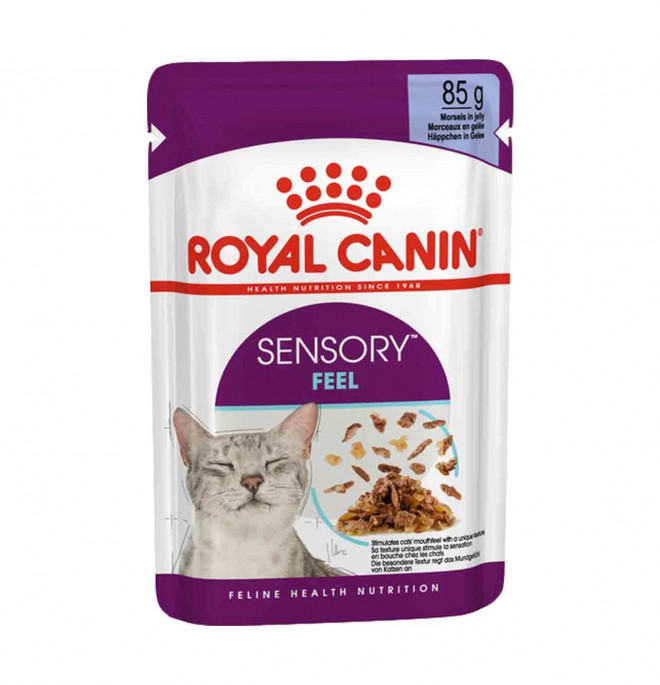 85 g
Morsels in jelly
Morceaux en gelée
Häppchen in Gelee
ROYAL CANIN®
HEALTH NUTRITION SINCE 1968
SENSORY™
FEEL
Stimulates cats' mouthfeel with a unique texture
Sa texture unique stimule la sensation
en bouche chez les chats
Die besondere Textur regt das Mundgefühl
von Katzen an
FELINE HEALTH NUTRITION